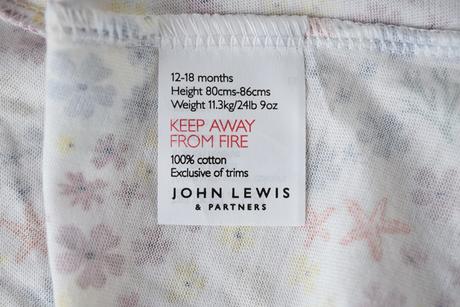 12-18 months
Height 80cms-86cms
Weight 11.3kg/24lb 9oz
KEEP AWAY
FROM FIRE
100% cotton
Exclusive of trims
JOHN LEWIS
& PARTNERS